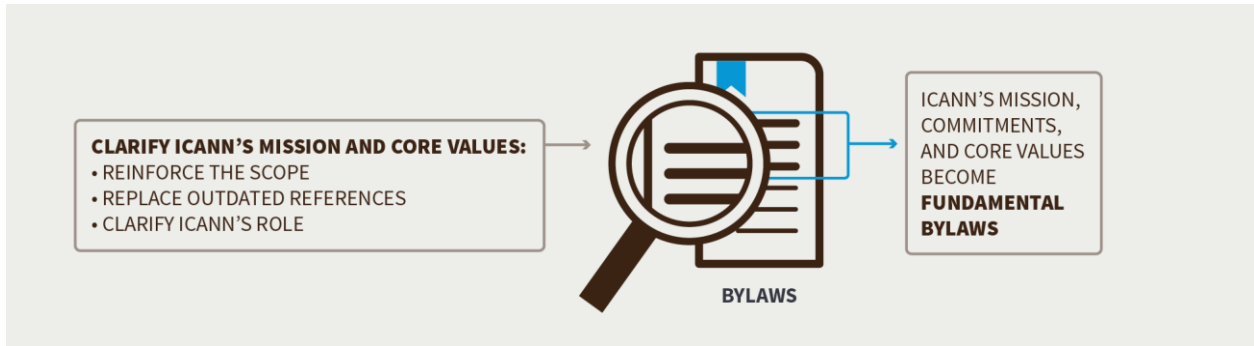 CLARIFY ICANN'S MISSION AND CORE VALUES:
• REINFORCE THE SCOPE
• REPLACE OUTDATED REFERENCES
• CLARIFY ICANN'S ROLE
BYLAWS
ICANN'S MISSION,
COMMITMENTS,
AND CORE VALUES
BECOME
FUNDAMENTAL
BYLAWS